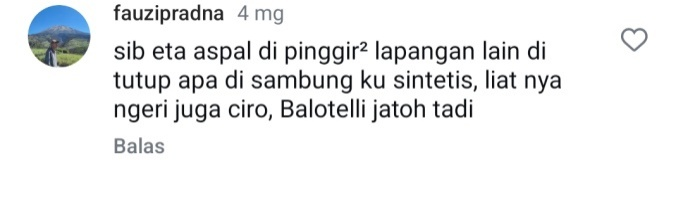 fauzipradna 4 mg
sib eta aspal di pinggir² lapangan lain di
tutup apa di sambung ku sintetis, liat nya
ngeri juga ciro, Balotelli jatoh tadi
Balas